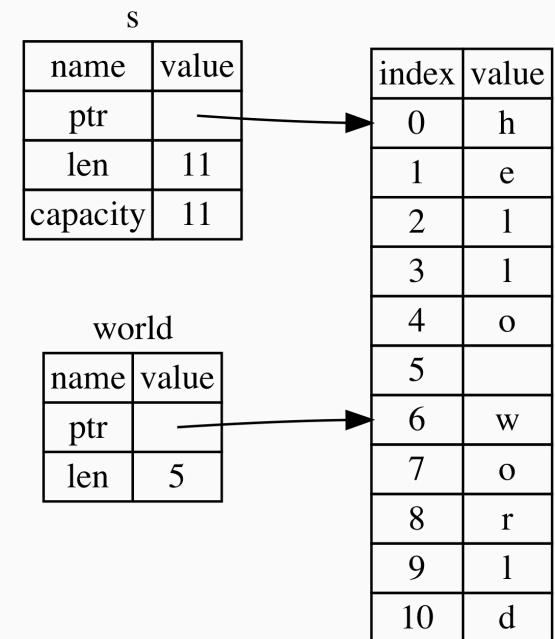 s
name value
ptr
len 11
capacity 11
world
name value
ptr
len 5
index value
0 h
1 e
2 l
3 l
4 o
5
6 w
7 o
8 r
9 l
10 d